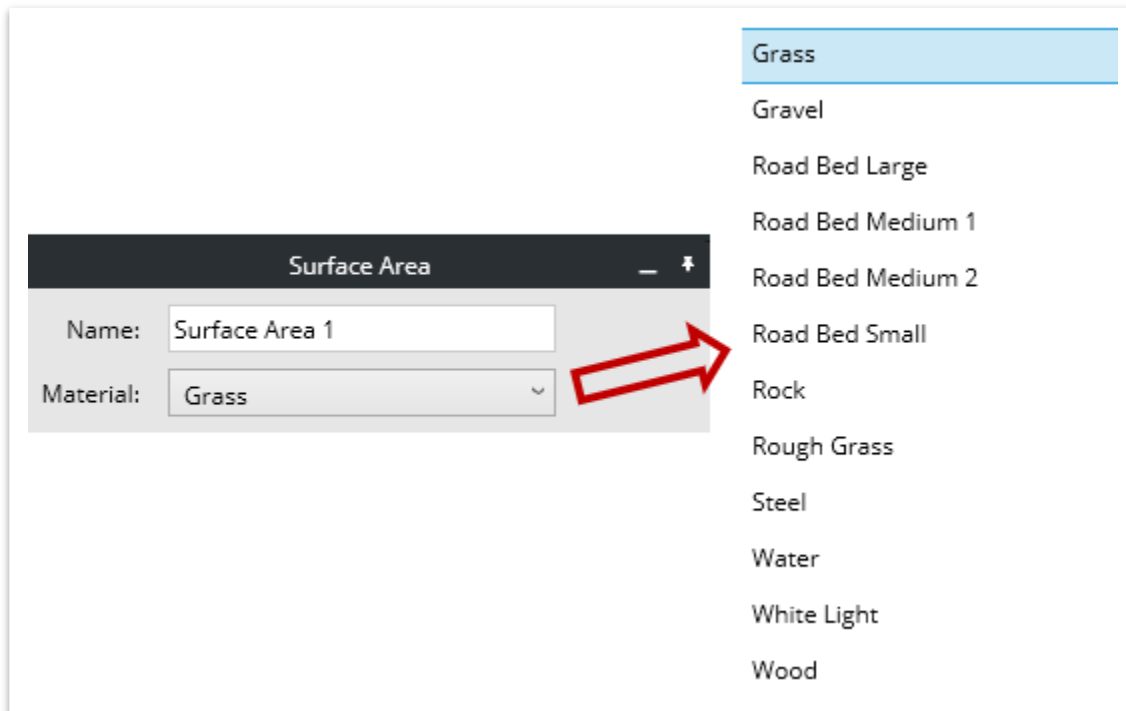 Surface Area
Name: Surface Area 1
Material: Grass
Grass
Gravel
Road Bed Large
Road Bed Medium 1
Road Bed Medium 2
Road Bed Small
Rock
Rough Grass
Steel
Water
White Light
Wood